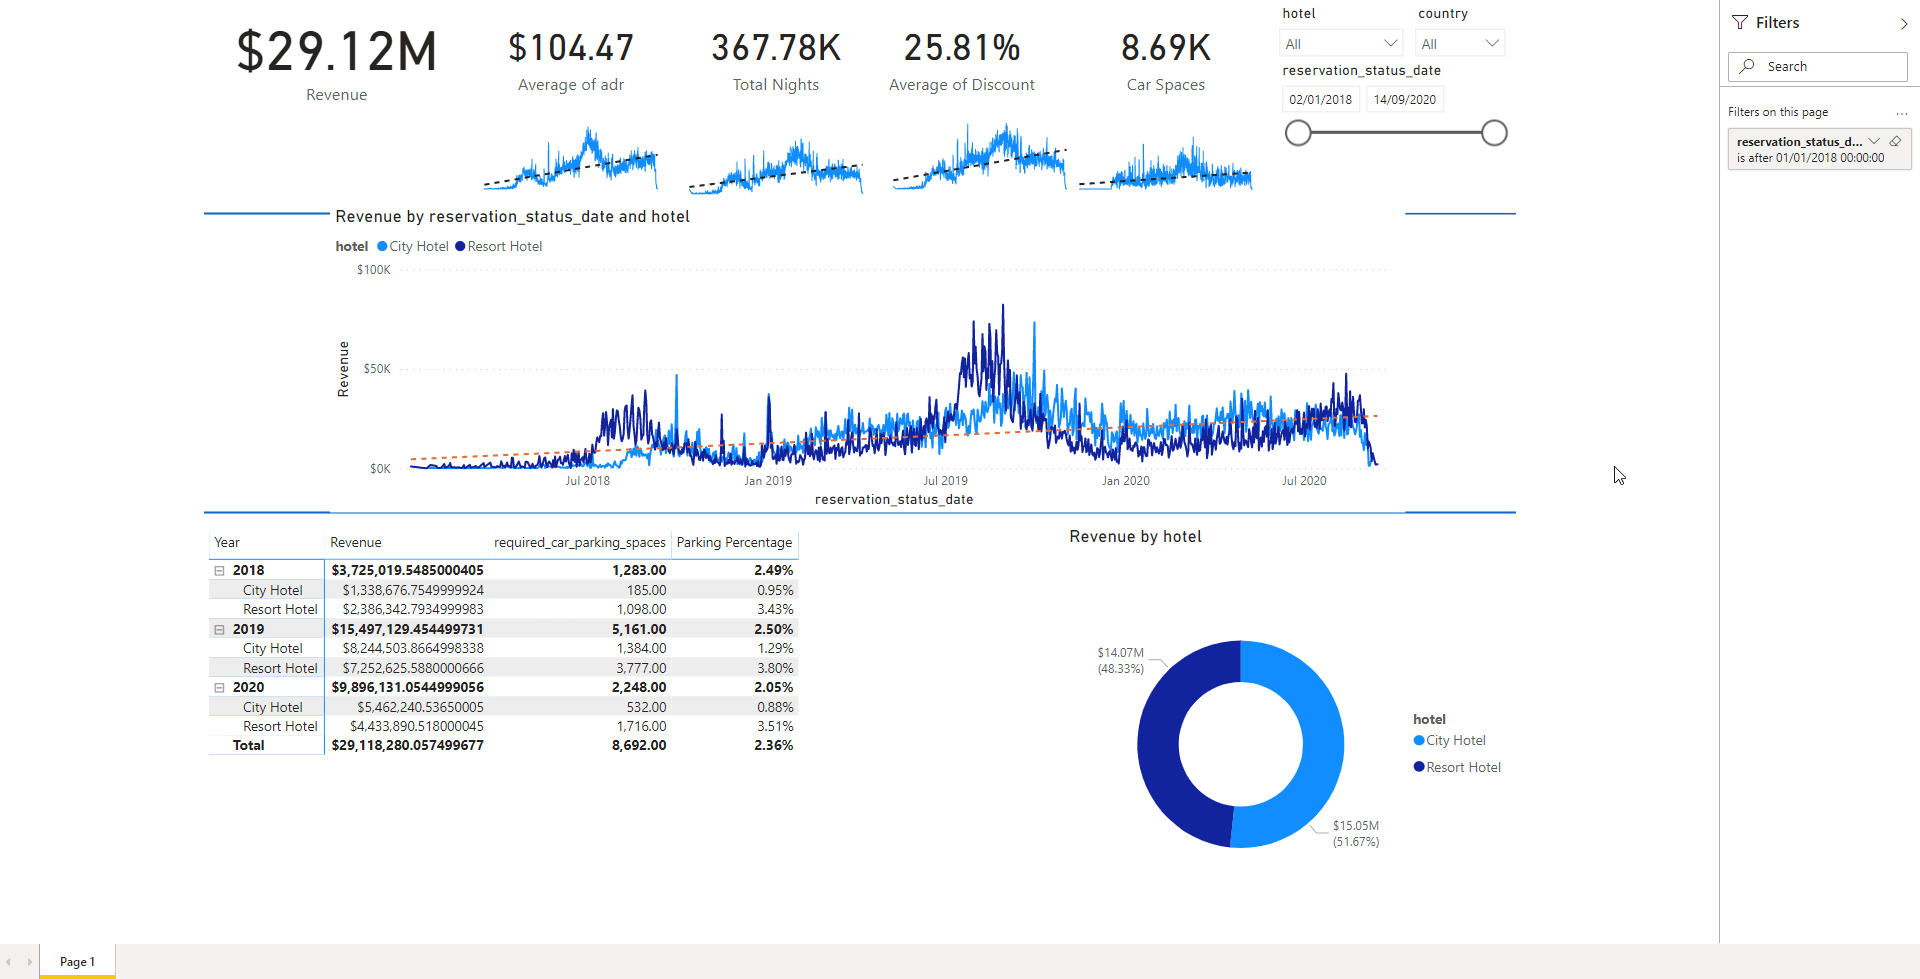 $29.12M
Revenue
$104.47
Average of adr
367.78K
Total Nights
25.81%
Average of Discount
8.69K
Car Spaces
hotel
All
country
All
reservation_status_date
02/01/2018 14/09/2020
Revenue by reservation_status_date and hotel
hotel City Hotel Resort Hotel
$100K
$50K
$0K
Revenue
Jul 2018 Jan 2019 Jul 2019 Jan 2020 Jul 2020
reservation_status_date
Year Revenue required_car_parking_spaces Parking Percentage
2018 $3,725,019.5485000405 1,283.00 2.49%
City Hotel $1,338,676.7549999924 185.00 0.95%
Resort Hotel $2,386,342.7934999983 1,098.00 3.43%
2019 $15,497,129.454499731 5,161.00 2.50%
City Hotel $8,244,503.8664998338 1,384.00 1.29%
Resort Hotel $7,252,625.5880000666 3,777.00 3.80%
2020 $9,896,131.0544999056 2,248.00 2.05%
City Hotel $5,462,240.53650005 532.00 0.88%
Resort Hotel $4,433,890.518000045 1,716.00 3.51%
Total $29,118,280.057499677 8,692.00 2.36%
Revenue by hotel
$14.07M
(48.33%)
$15.05M
(51.67%)
hotel
City Hotel
Resort Hotel
Filters
Search
Filters on this page ...
reservation_status_d...
is after 01/01/2018 00:00:00
Page 1